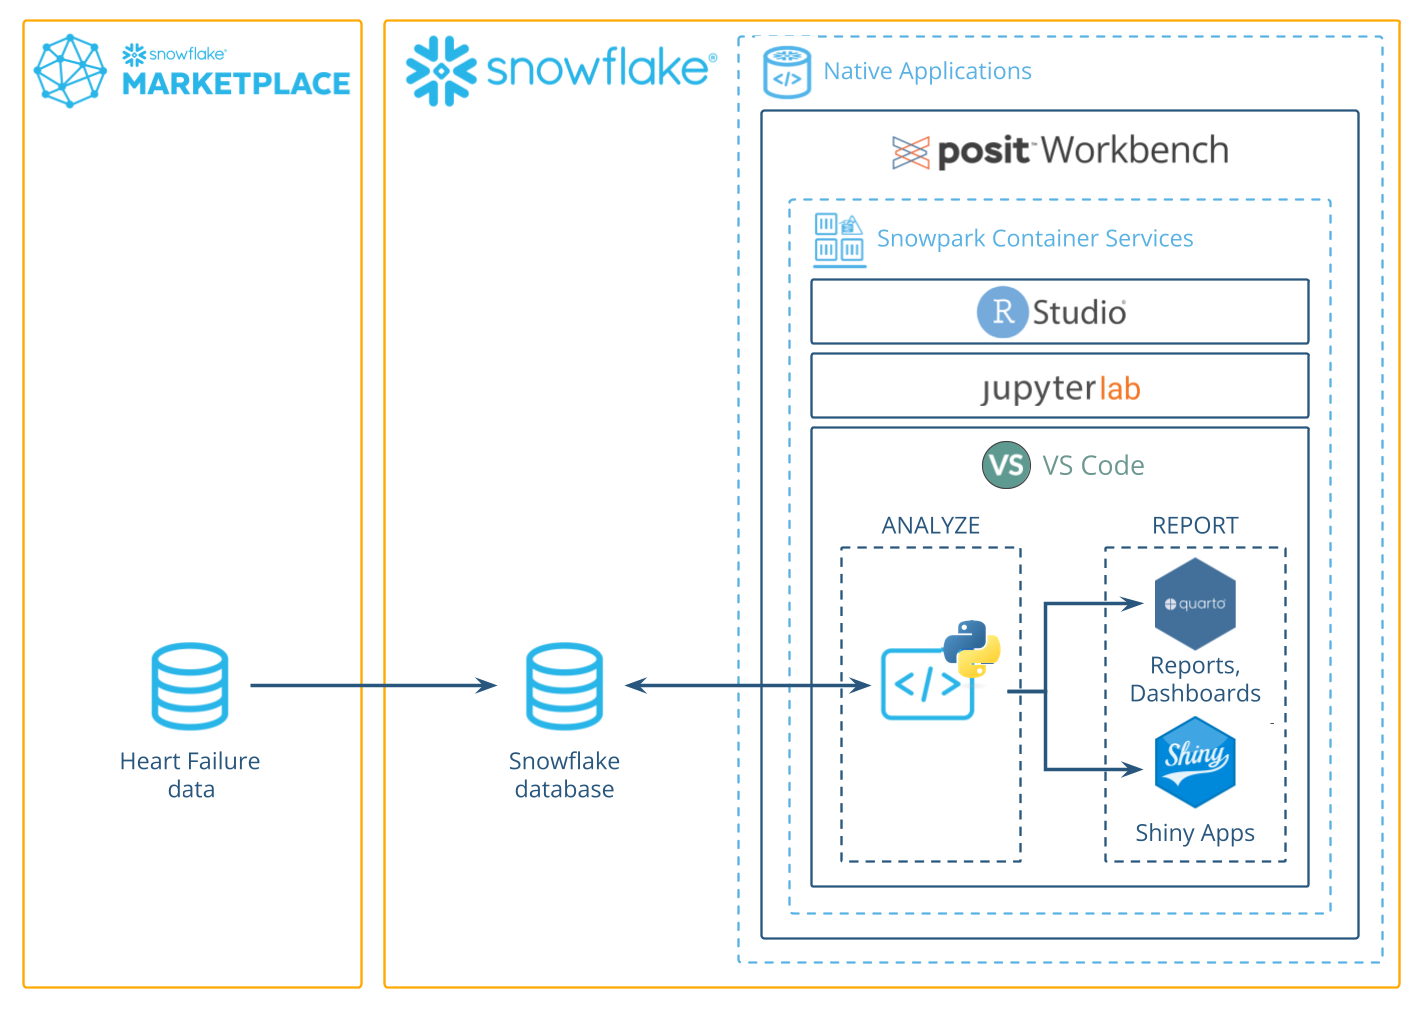 snowflake®
MARKETPLACE
Heart Failure
data
snowflake®
Snowflake
database
</>
Native Applications
posit™ Workbench
Snowpark Container Services
R Studio®
jupyterlab
VS VS Code
ANALYZE
</>
REPORT
quarto
Reports,
Dashboards
Shiny
Shiny Apps